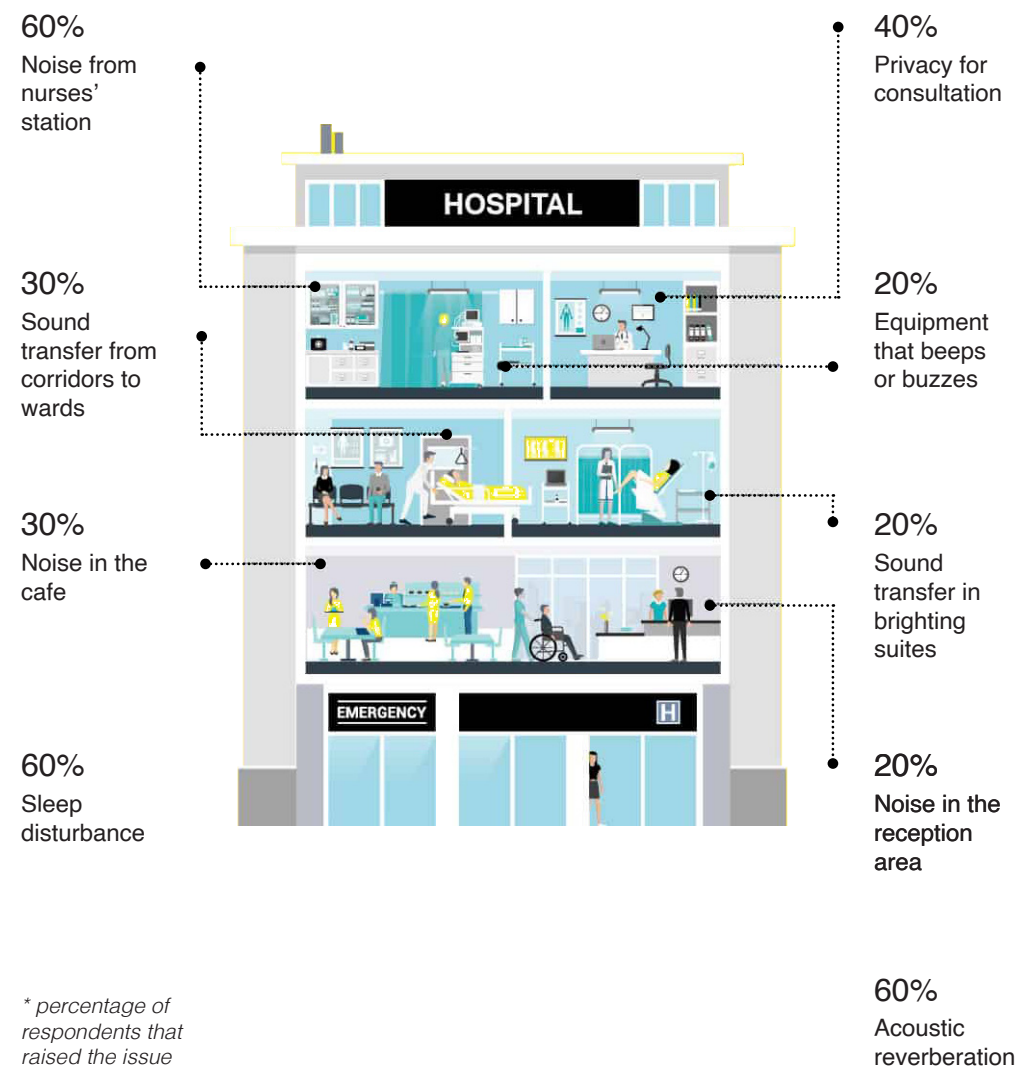 60%
Noise from
nurses’
station
30%
Sound
transfer from
corridors to
wards
30%
Noise in the
cafe
60%
Sleep
disturbance
* percentage of
respondents that
raised the issue
HOSPITAL
EMERGENCY
H
40%
Privacy for
consultation
20%
Equipment
that beeps
or buzzes
20%
Sound
transfer in
brighting
suites
20%
Noise in the
reception
area
60%
Acoustic
reverberation